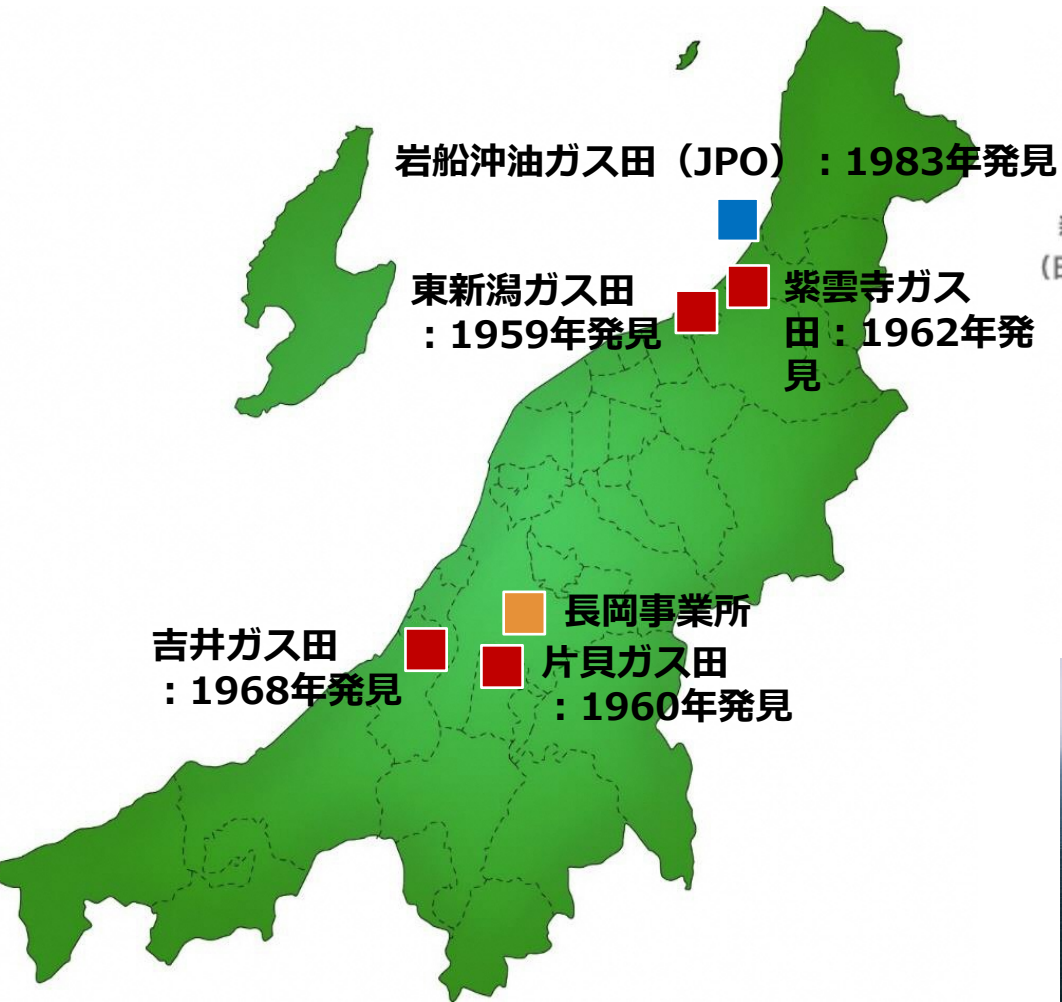 岩船沖油ガス田（JPO）：1983年発見
東新潟ガス田
：1959年発見
紫雲寺ガス
田：1962年発
見
長岡事業所
吉井ガス田
：1968年発見
片貝ガス田
：1960年発見